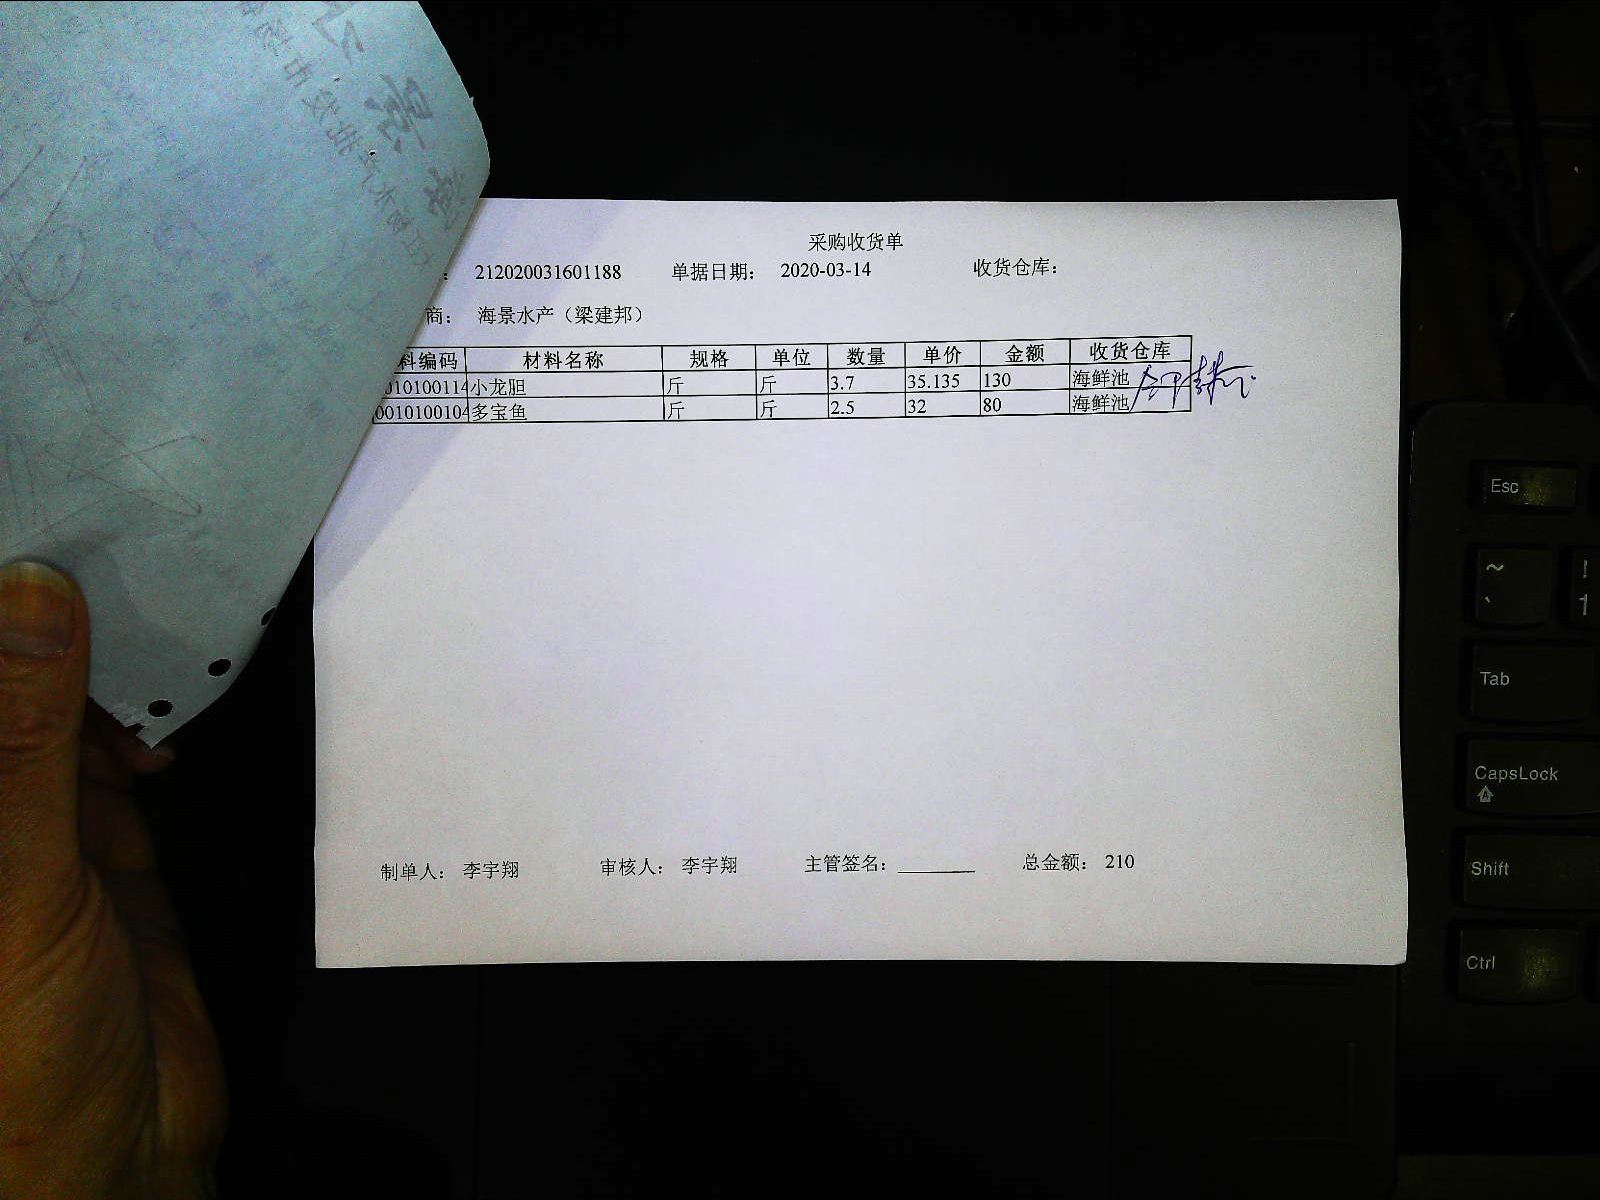 采购收货单
: 212020031601188 单据日期: 2020-03-14 收货仓库:
商: 海景水产（梁建邦）
料编码 材料名称 规格 单位 数量 单价 金额 收货仓库
010100114 小龙胆 斤 斤 3.7 35.135 130 海鲜池
0010100104 多宝鱼 斤 斤 2.5 32 80 海鲜池
制单人: 李宇翔 审核人: 李宇翔 主管签名: 总金额: 210
Esc
~ !
` 1
Tab
CapsLock
A
Shift
Ctrl